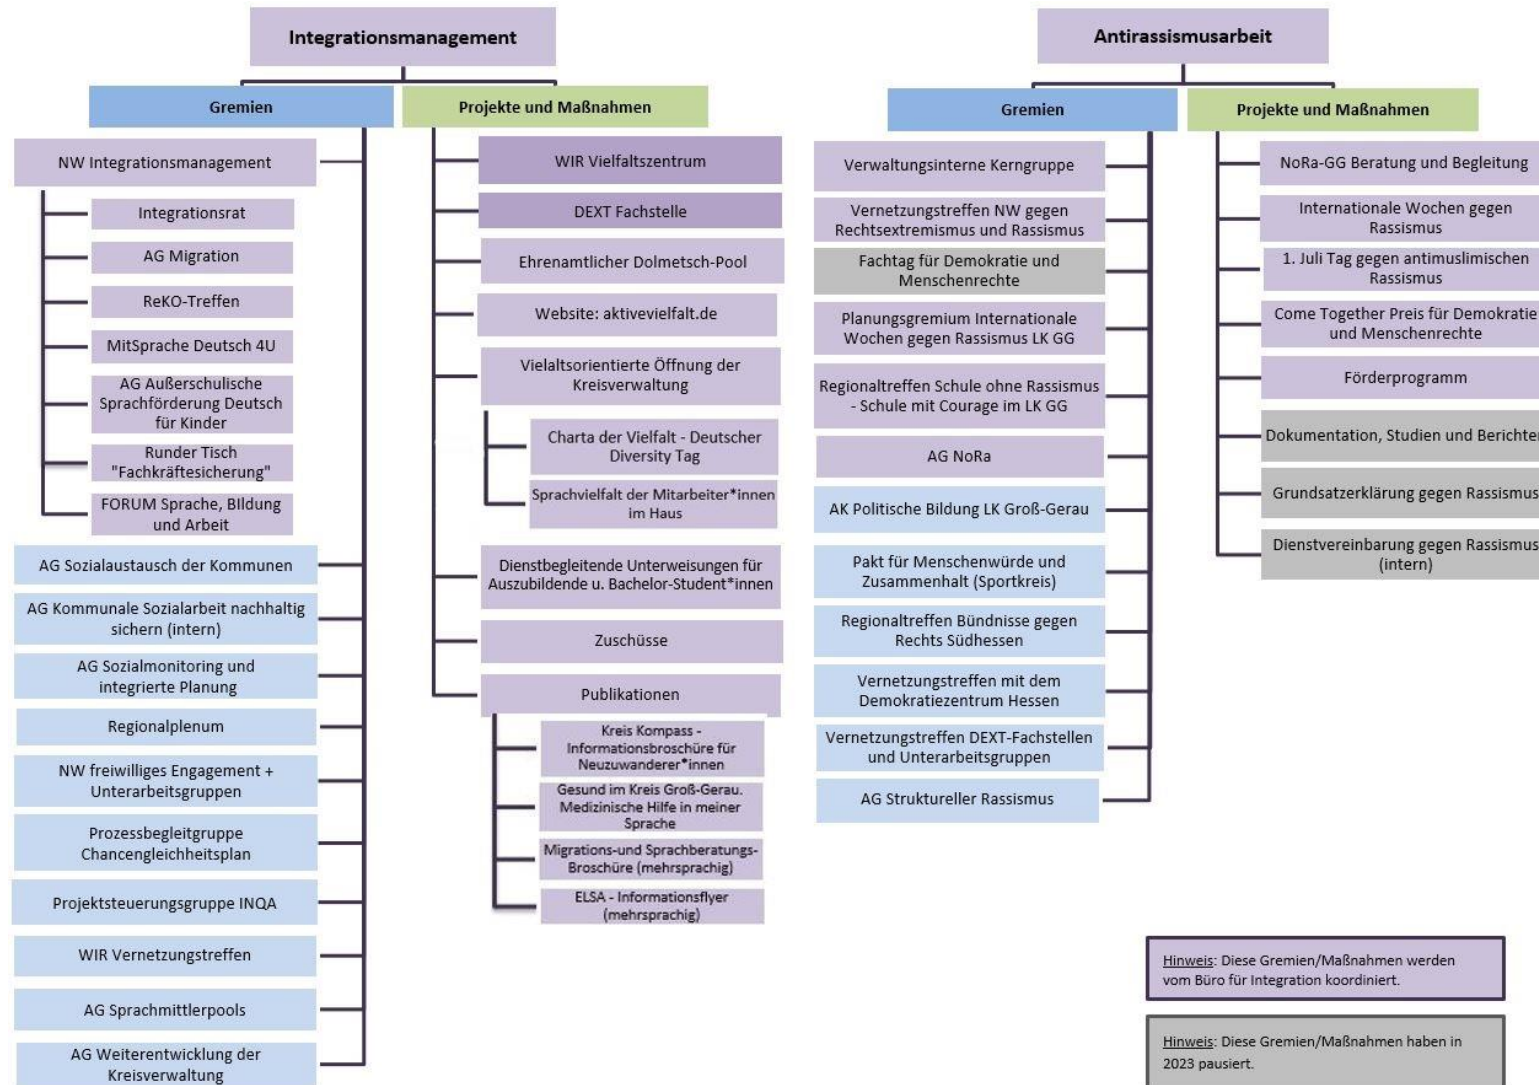 Integrationsmanagement
Gremien
Projekte und Maßnahmen
NW Integrationsmanagement
Integrationsrat
AG Migration
ReKO-Treffen
MitSprache Deutsch 4U
AG Außerschulische
Sprachförderung Deutsch
für Kinder
Runder Tisch
"Fachkräftesicherung"
FORUM Sprache, BIldung
und Arbeit
AG Sozialaustausch der Kommunen
AG Kommunale Sozialarbeit nachhaltig
sichern (intern)
AG Sozialmonitoring und
integrierte Planung
Regionalplenum
NW freiwilliges Engagement +
Unterarbeitsgruppen
Prozessbegleitgruppe
Chancengleichheitsplan
Projektsteuerungsgruppe INQA
WIR Vernetzungstreffen
AG Sprachmittlerpools
AG Weiterentwicklung der
Kreisverwaltung
WIR Vielfaltszentrum
DEXT Fachstelle
Ehrenamtlicher Dolmetsch-Pool
Website: aktivevielfalt.de
Vielaltsorientierte Öffnung der
Kreisverwaltung
Charta der Vielfalt - Deutscher
Diversity Tag
Sprachvielfalt der Mitarbeiter*innen
im Haus
Dienstbegleitende Unterweisungen für
Auszubildende u. Bachelor-Student*innen
Zuschüsse
Publikationen
Kreis Kompass -
Informationsbroschüre für
Neuzuwanderer*innen
Gesund im Kreis Groß-Gerau.
Medizinische Hilfe in meiner
Sprache
Migrations-und Sprachberatungs-
Broschüre (mehrsprachig)
ELSA - Informationsflyer
(mehrsprachig)
Antirassismusarbeit
Gremien
Projekte und Maßnahmen
Verwaltungsinterne Kerngruppe
Vernetzungstreffen NW gegen
Rechtsextremismus und Rassismus
Fachtag für Demokratie und
Menschenrechte
Planungsgremium Internationale
Wochen gegen Rassismus LK GG
Regionaltreffen Schule ohne Rassismus
- Schule mit Courage im LK GG
AG NoRa
AK Politische Bildung LK Groß-Gerau
Pakt für Menschenwürde und
Zusammenhalt (Sportkreis)
Regionaltreffen Bündnisse gegen
Rechts Südhessen
Vernetzungstreffen mit dem
Demokratiezentrum Hessen
Vernetzungstreffen DEXT-Fachstellen
und Unterarbeitsgruppen
AG Struktureller Rassismus
NoRa-GG Beratung und Begleitung
Internationale Wochen gegen
Rassismus
1. Juli Tag gegen antimuslimischen
Rassismus
Come Together Preis für Demokratie
und Menschenrechte
Förderprogramm
Dokumentation, Studien und Berichten
Grundsatzerklärung gegen Rassismus
Dienstvereinbarung gegen Rassismus
(intern)
Hinweis: Diese Gremien/Maßnahmen werden
vom Büro für Integration koordiniert.
Hinweis: Diese Gremien/Maßnahmen haben in
2023 pausiert.